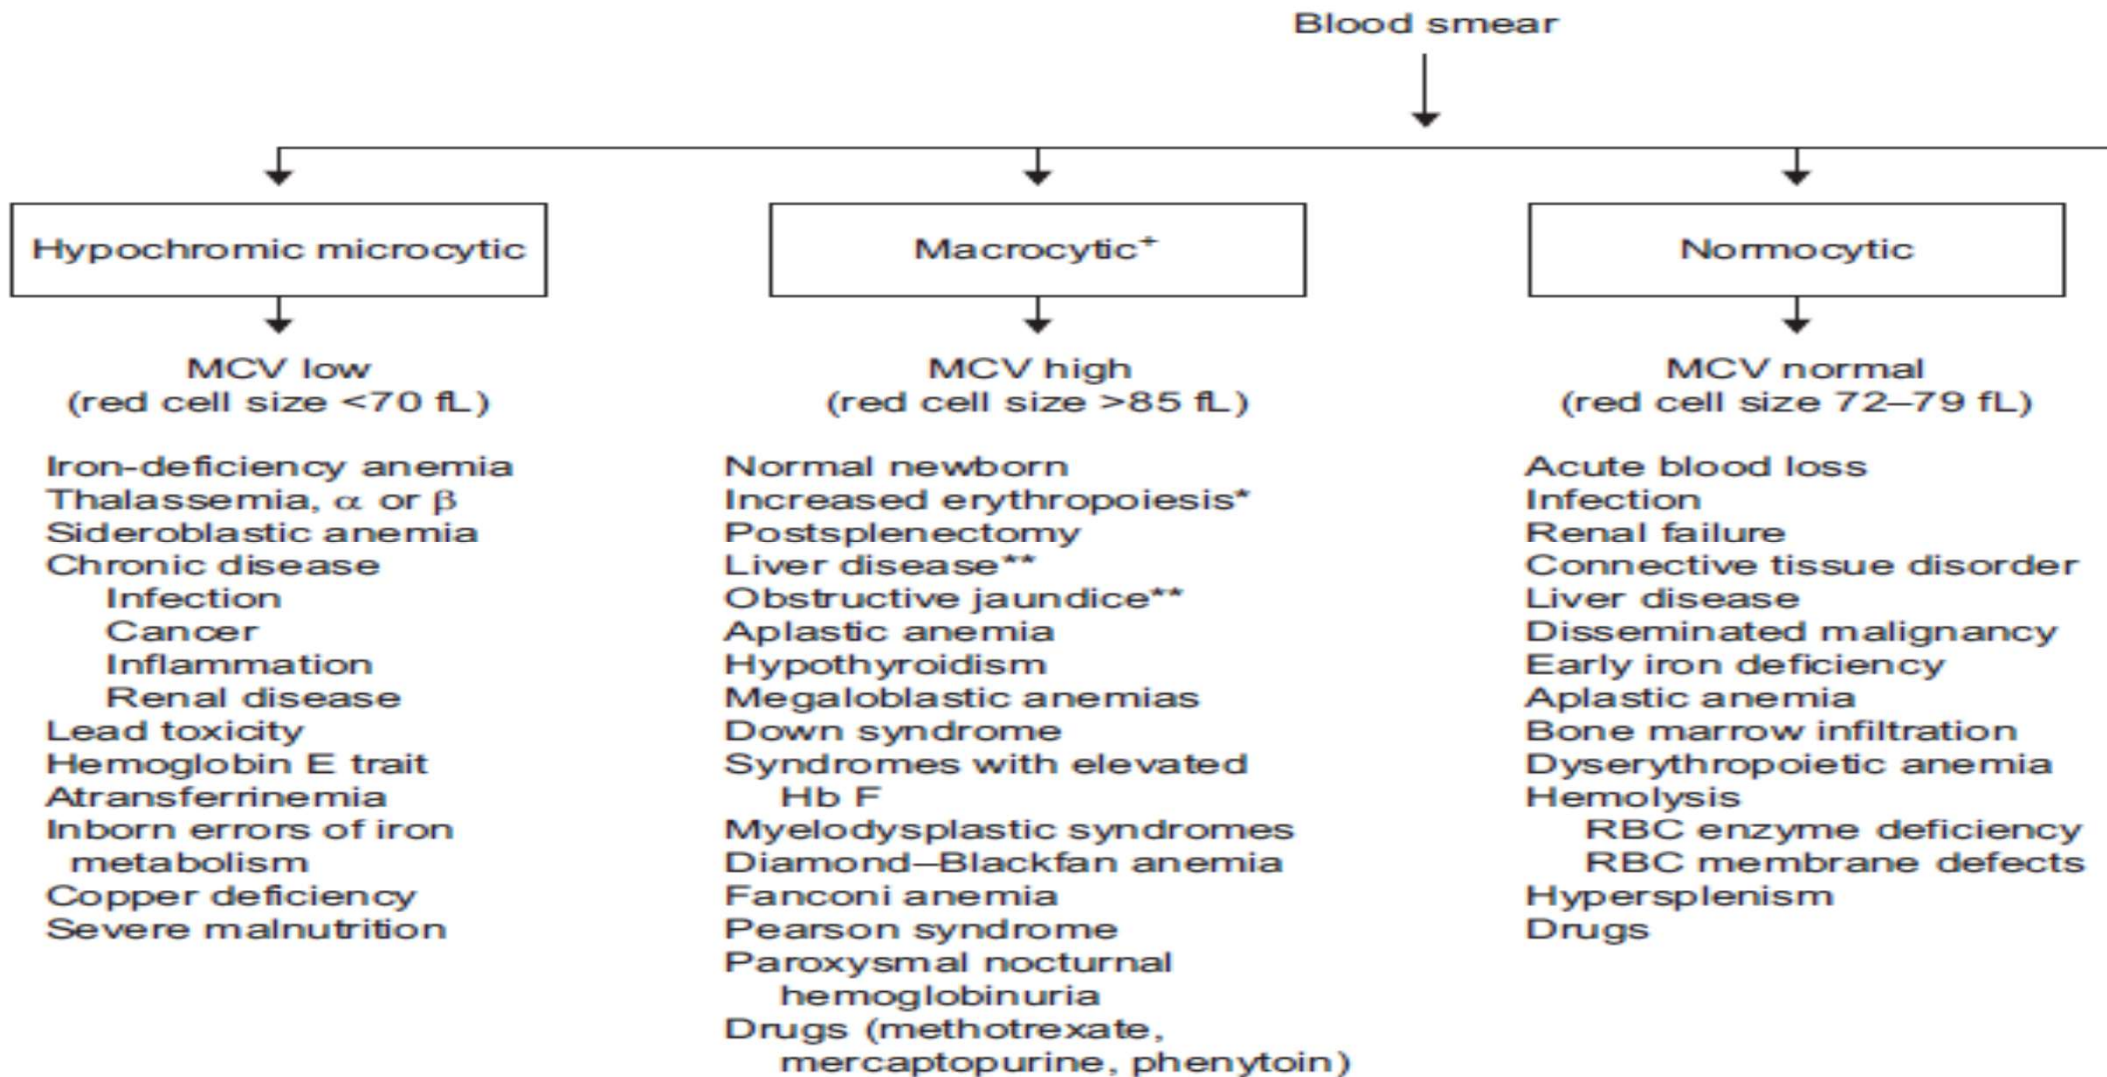 Blood smear
Hypochromic microcytic
MCV low
(red cell size <70 fL)
Iron-deficiency anemia
Thalassemia, α or β
Sideroblastic anemia
Chronic disease
Infection
Cancer
Inflammation
Renal disease
Lead toxicity
Hemoglobin E trait
Atransferrinemia
Inborn errors of iron
metabolism
Copper deficiency
Severe malnutrition
Macrocytic+
MCV high
(red cell size >85 fL)
Normal newborn
Increased erythropoiesis*
Postsplenectomy
Liver disease**
Obstructive jaundice**
Aplastic anemia
Hypothyroidism
Megaloblastic anemias
Down syndrome
Syndromes with elevated
Hb F
Myelodysplastic syndromes
Diamond–Blackfan anemia
Fanconi anemia
Pearson syndrome
Paroxysmal nocturnal
hemoglobinuria
Drugs (methotrexate,
mercaptopurine, phenytoin)
Normocytic
MCV normal
(red cell size 72–79 fL)
Acute blood loss
Infection
Renal failure
Connective tissue disorder
Liver disease
Disseminated malignancy
Early iron deficiency
Aplastic anemia
Bone marrow infiltration
Dyserythropoietic anemia
Hemolysis
RBC enzyme deficiency
RBC membrane defects
Hypersplenism
Drugs